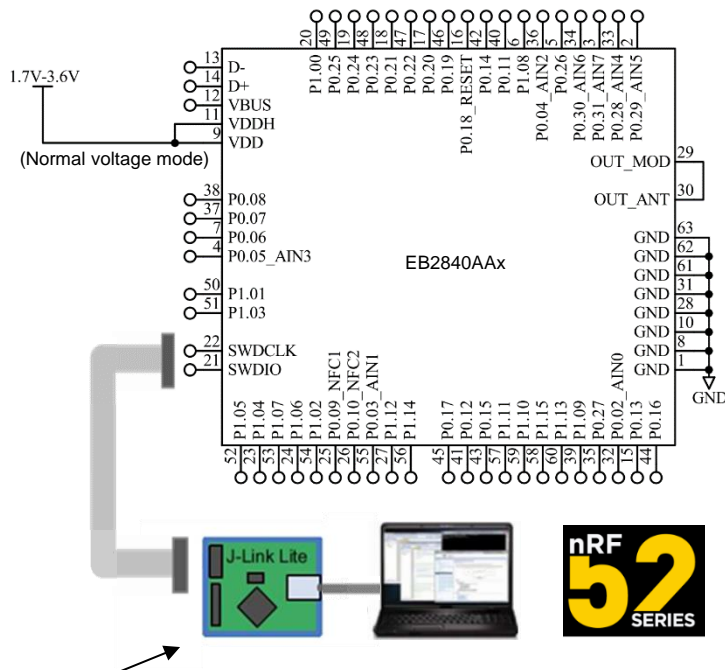 20 P1.00
49 P0.25
19 P0.24
48 P0.23
18 P0.21
47 P0.22
17 P0.20
46 P0.19
16 P0.18_RESET
42 P0.14
40 P0.11
6 P1.08
36 P0.04_AIN2
5 P0.26
34 P0.30_AIN6
3 P0.31_AIN7
33 P0.28_AIN4
2 P0.29_AIN5
1.7V-3.6V
(Normal voltage mode)
13 D-
14 D+
12 VBUS
11 VDDH
9 VDD
38 P0.08
37 P0.07
7 P0.06
4 P0.05_AIN3
50 P1.01
51 P1.03
22 SWDCLK
21 SWDIO
EB2840AAx
OUT_MOD 29
OUT_ANT 30
GND 63
GND 62
GND 61
GND 31
GND 28
GND 10
GND 8
GND 1
GND
52 P1.05
23 P1.04
53 P1.07
24 P1.06
54 P1.02
25 P0.09_NFC1
26 P0.10_NFC2
55 P0.03_AIN1
27 P1.12
56 P1.14
45 P0.17
41 P0.12
43 P0.15
57 P1.11
59 P1.10
58 P1.15
60 P1.13
39 P1.09
35 P0.27
32 P0.02_AIN0
15 P0.13
44 P0.16
J-Link Lite
nRF
52
SERIES